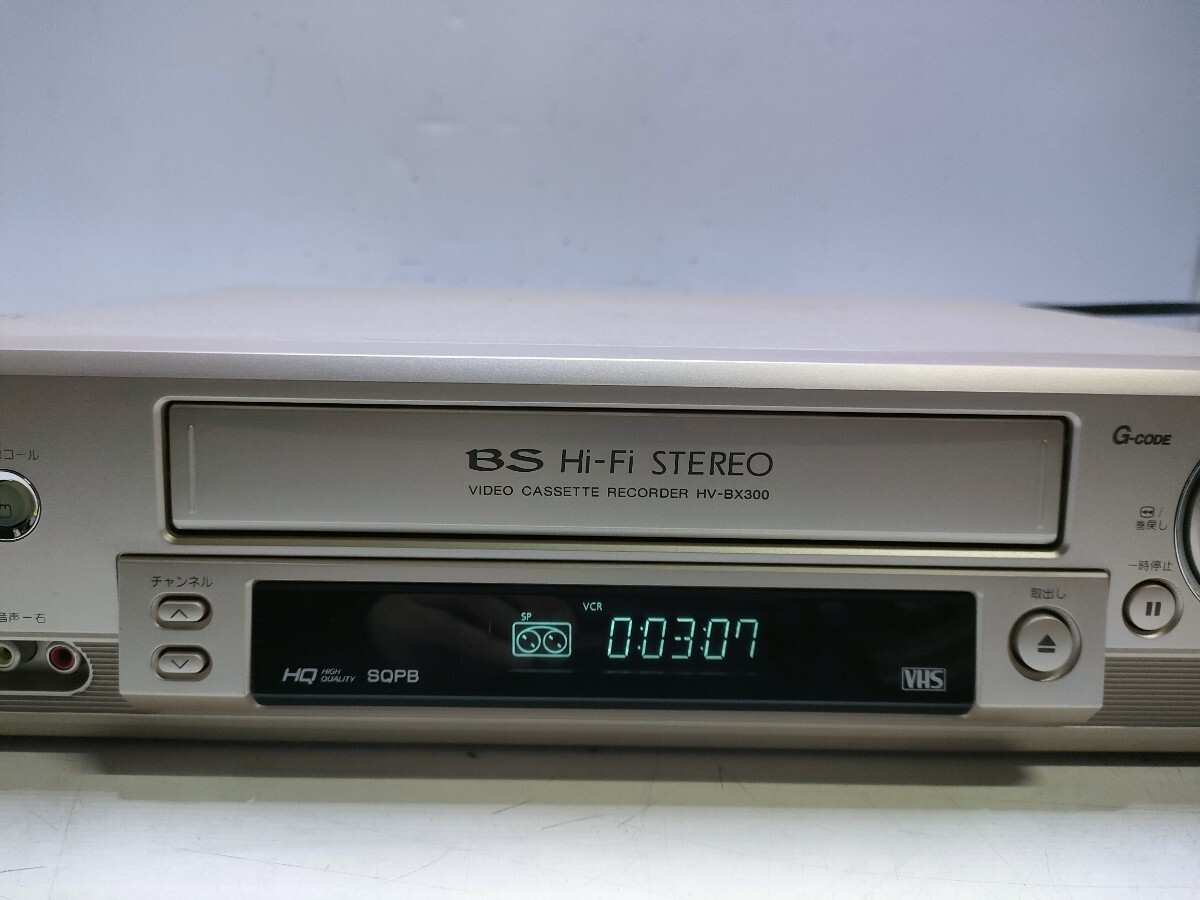 コール
BS Hi-Fi STEREO
VIDEO CASSETTE RECORDER HV-BX300
G-CODE
/
巻戻し
一時停止
チャンネル
取出し
音声ー右
VCR
SP
0:03:07
HQ HIGH QUALITY SQPB
VHS